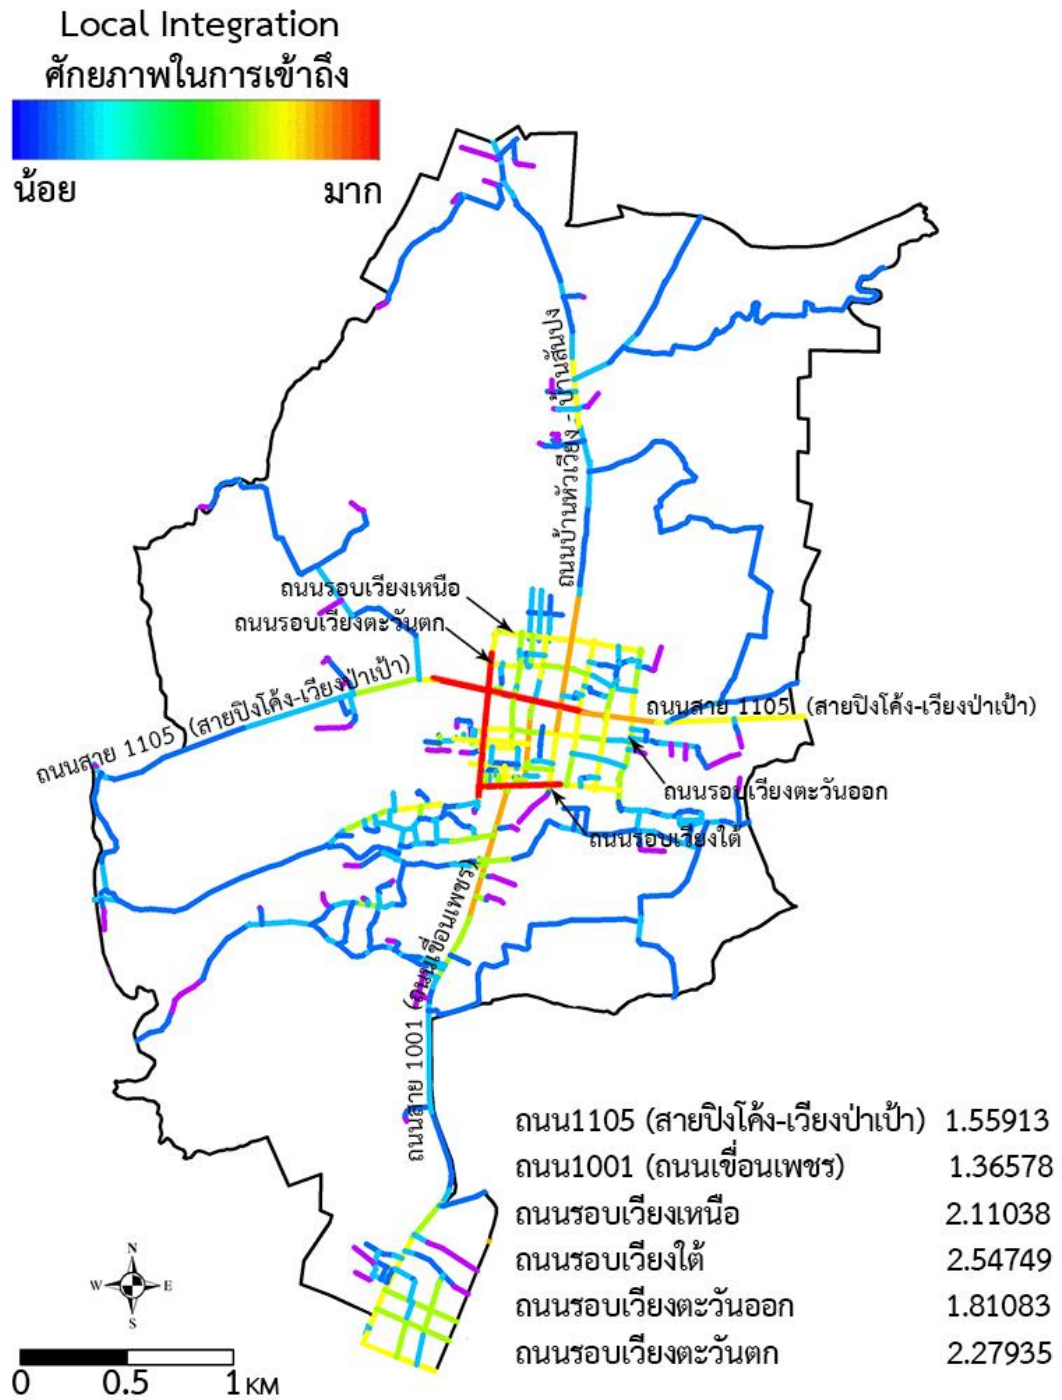 Local Integration
ศักยภาพในการเข้าถึง
น้อย
มาก
ถนนบ้านหัวเวียง - บ้านสันปง
ถนนรอบเวียงเหนือ
ถนนรอบเวียงตะวันตก
ถนนสาย 1105 (สายปิงโค้ง-เวียงป่าเป้า)
ถนนสาย 1105 (สายปิงโค้ง-เวียงป่าเป้า)
ถนนรอบเวียงตะวันออก
ถนนรอบเวียงใต้
ถนนสาย 1001 (ถนนเขื่อนเพชร)
ถนน1105 (สายปิงโค้ง-เวียงป่าเป้า) 1.55913
ถนน1001 (ถนนเขื่อนเพชร) 1.36578
ถนนรอบเวียงเหนือ 2.11038
ถนนรอบเวียงใต้ 2.54749
ถนนรอบเวียงตะวันออก 1.81083
ถนนรอบเวียงตะวันตก 2.27935
N
W E
S
0 0.5 1 KM